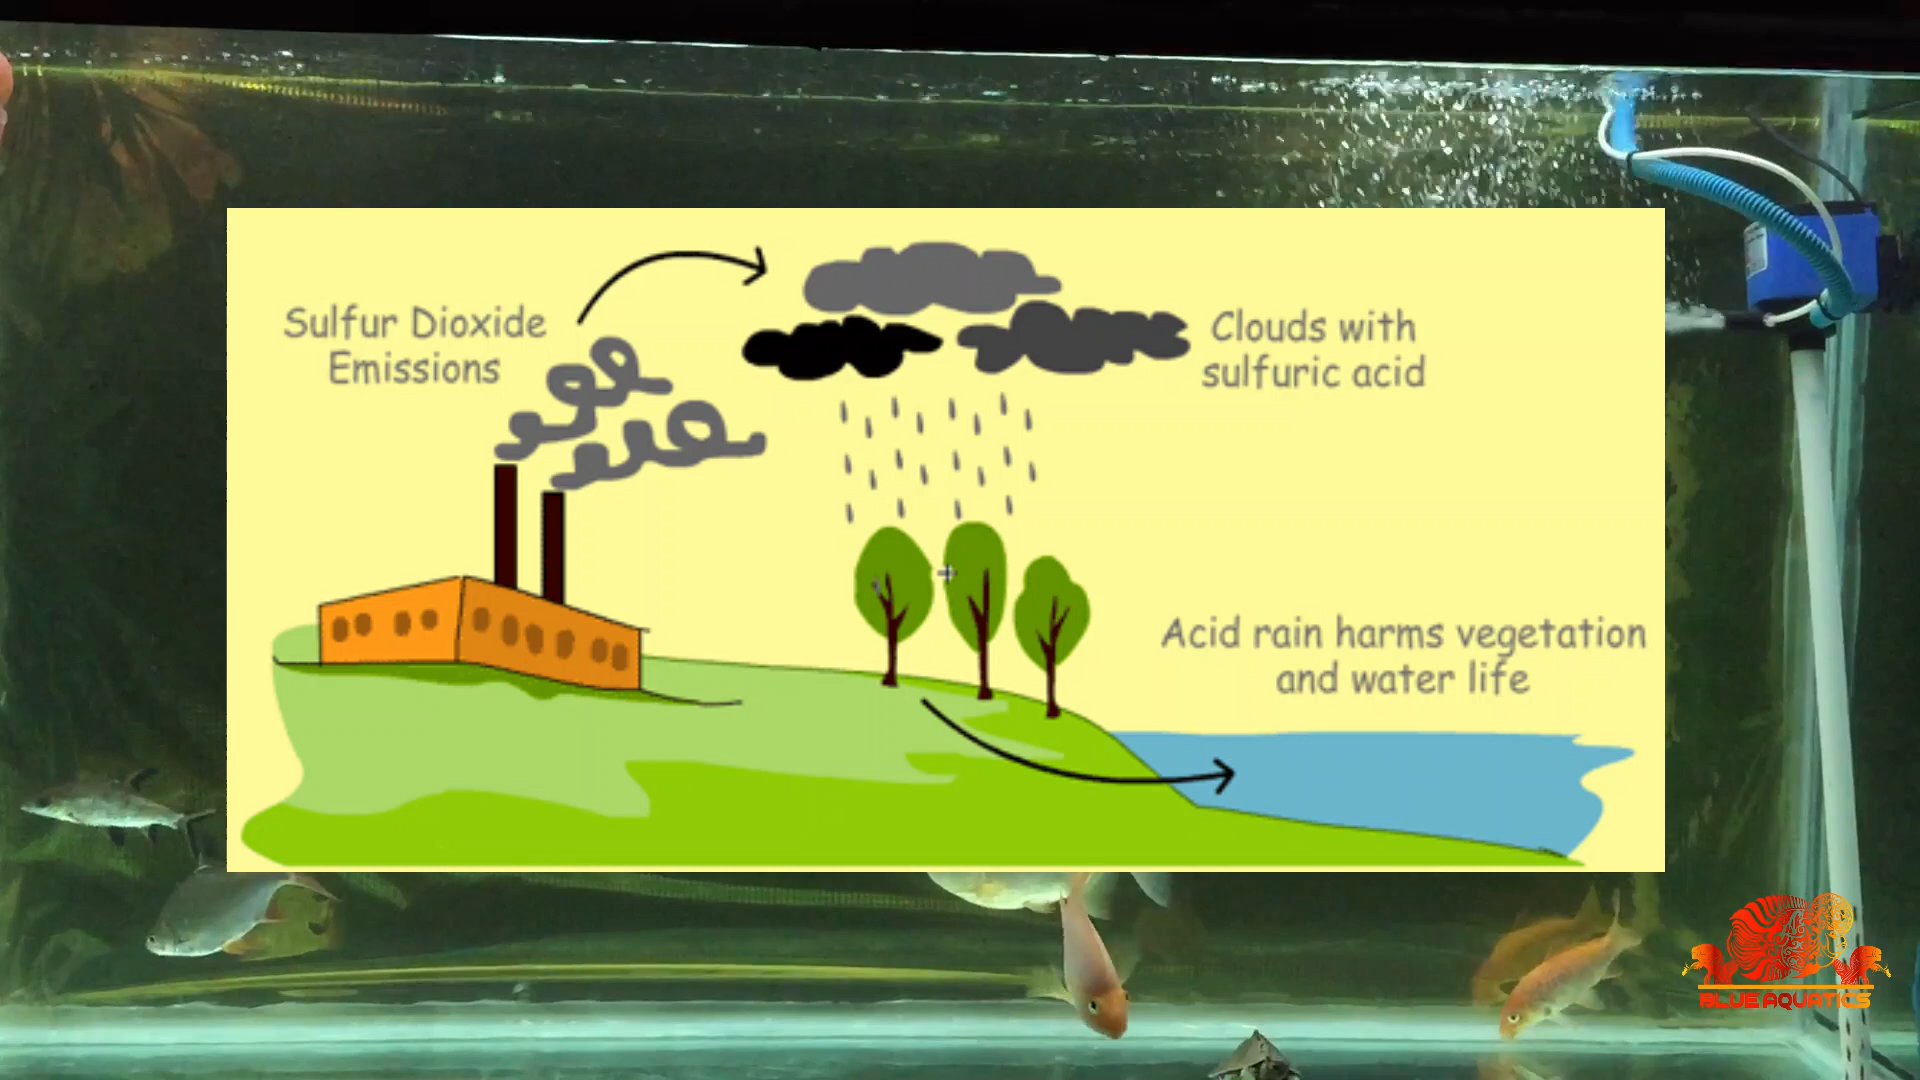 Sulfur Dioxide
Emissions
Clouds with
sulfuric acid
Acid rain harms vegetation
and water life
BLUE AQUATICS